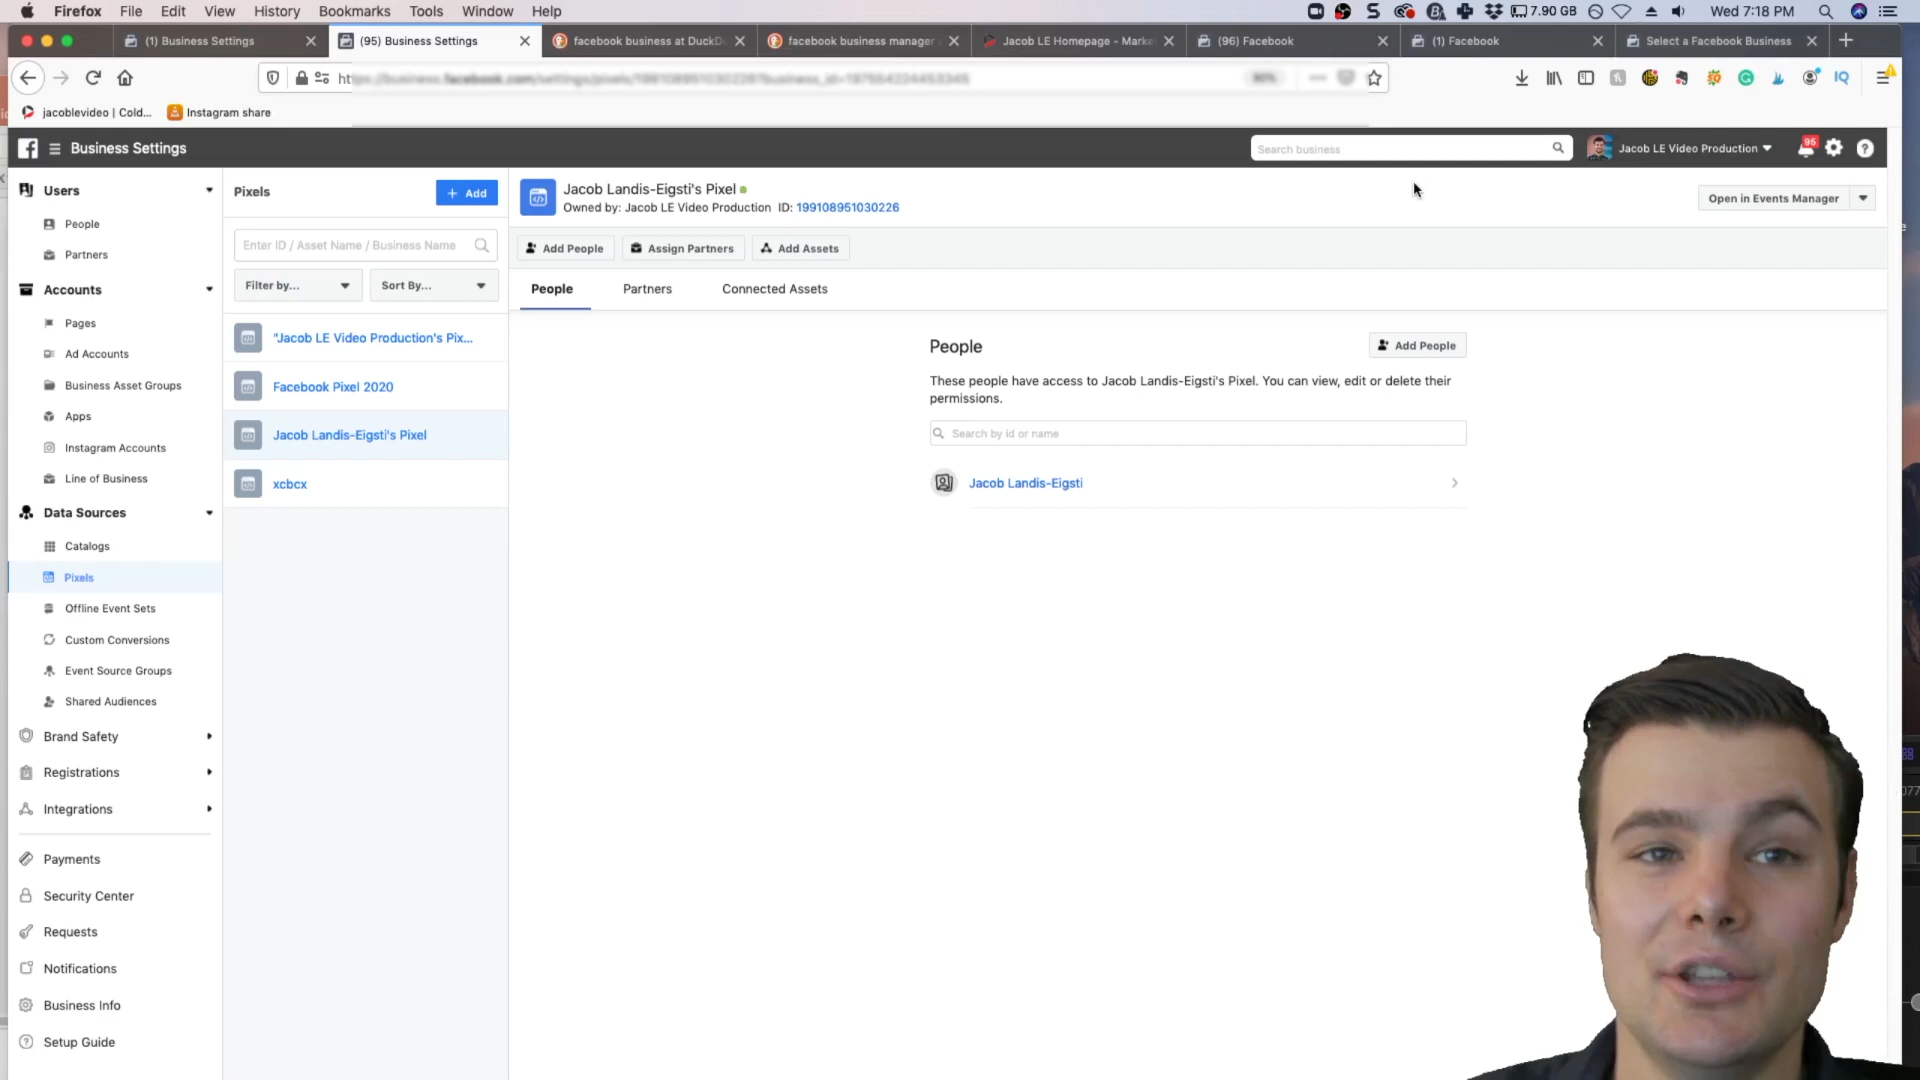 Firefox File Edit View History Bookmarks Tools Window Help 7.90 GB Wed 7:18 PM
(1) Business Settings (95) Business Settings facebook business at DuckD facebook business manager Jacob LE Homepage - Marke (96) Facebook (1) Facebook Select a Facebook Business
jacoblevideo | Cold... Instagram share
Business Settings Search business Jacob LE Video Production 95
Users
People
Partners
Accounts
Pages
Ad Accounts
Business Asset Groups
Apps
Instagram Accounts
Line of Business
Data Sources
Catalogs
Pixels
Offline Event Sets
Custom Conversions
Event Source Groups
Shared Audiences
Brand Safety
Registrations
Integrations
Payments
Security Center
Requests
Notifications
Business Info
Setup Guide
Pixels + Add
Enter ID / Asset Name / Business Name
Filter by... Sort By...
"Jacob LE Video Production's Pix...
Facebook Pixel 2020
Jacob Landis-Eigsti's Pixel
xcbcx
Jacob Landis-Eigsti's Pixel
Owned by: Jacob LE Video Production ID: 199108951030226
Open in Events Manager
Add People Assign Partners Add Assets
People Partners Connected Assets
People Add People
These people have access to Jacob Landis-Eigsti's Pixel. You can view, edit or delete their
permissions.
Search by id or name
Jacob Landis-Eigsti